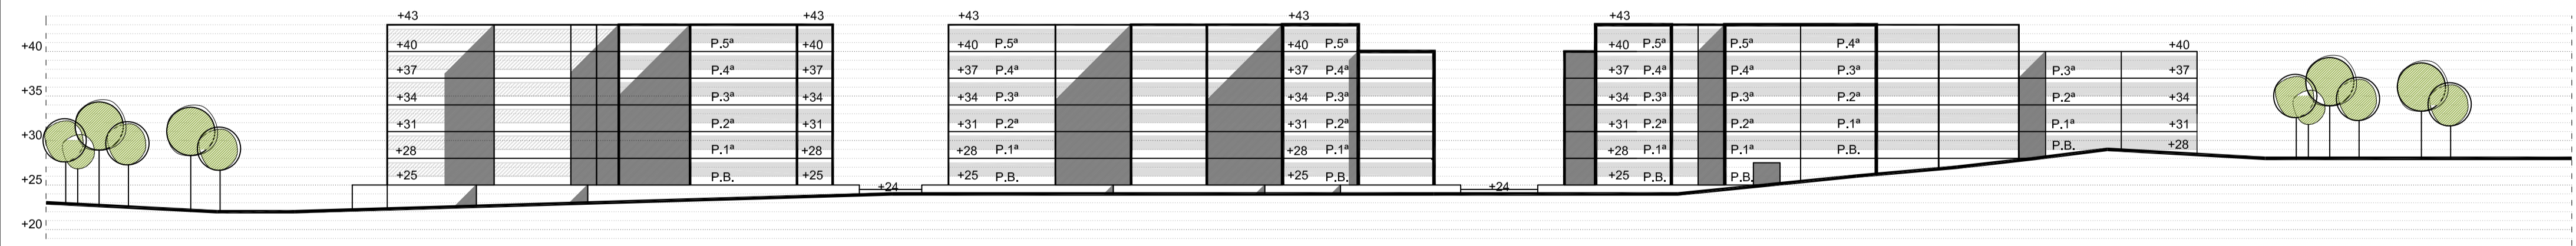 +43 +43 +43 +43 +43
+40 +40 P.5ª +40 +40 P.5ª +40 P.5ª +40 P.5ª P.5ª P.4ª +40
+37 P.4ª +37 +37 P.4ª +37 P.4ª +37 P.4ª P.4ª P.3ª P.3ª +37
+35
+34 P.3ª +34 +34 P.3ª +34 P.3ª +34 P.3ª P.3ª P.2ª P.2ª +34
+31 P.2ª +31 +31 P.2ª +31 P.2ª +31 P.2ª P.2ª P.1ª P.1ª +31
+30
+28 P.1ª +28 +28 P.1ª +28 P.1ª +28 P.1ª P.1ª P.B. P.B. +28
+25 +25 P.B. +25 +25 P.B. +25 P.B. +25 P.B. P.B.
+24 +24
+20